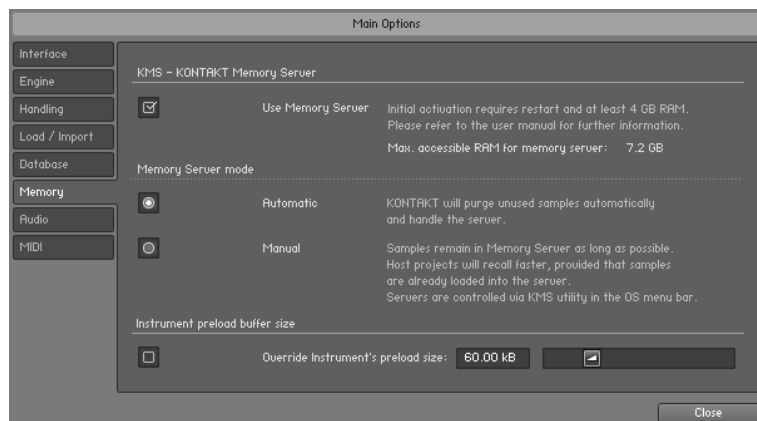 Main Options
Interface
Engine
Handling
Load / Import
Database
Memory
Audio
MIDI
KMS - KONTAKT Memory Server
Use Memory Server
Initial activation requires restart and at least 4 GB RAM.
Please refer to the user manual for further information.
Max. accessible RAM for memory server: 7.2 GB
Memory Server mode
Automatic
KONTAKT will purge unused samples automatically
and handle the server.
Manual
Samples remain in Memory Server as long as possible.
Host projects will recall faster, provided that samples
are already loaded into the server.
Servers are controlled via KMS utility in the OS menu bar.
Instrument preload buffer size
Override Instrument's preload size: 60.00 kB
Close